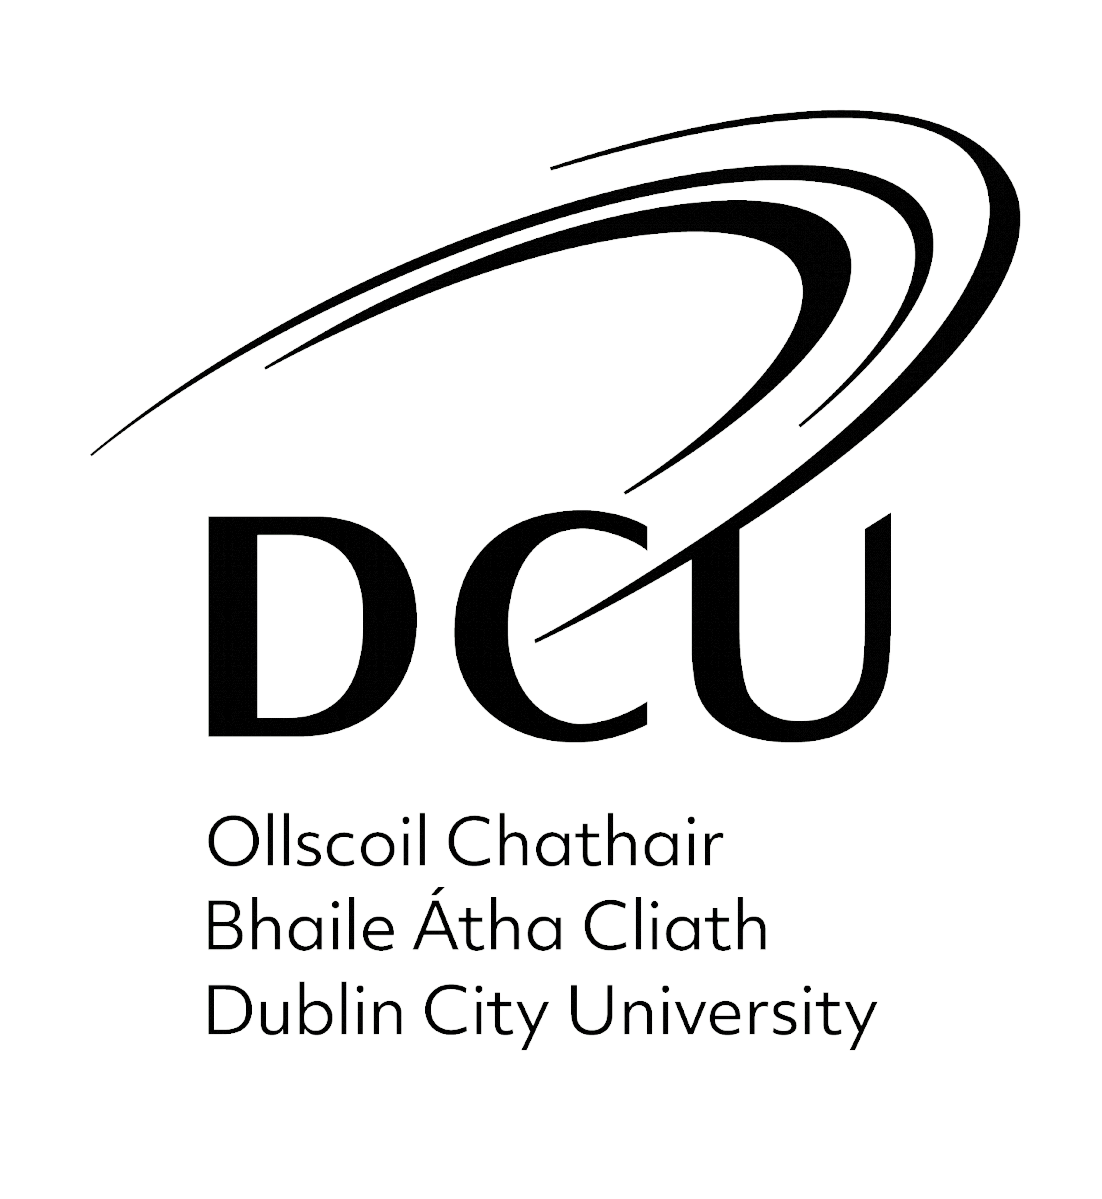 DCU
Ollscoil Chathair
Bhaile Átha Cliath
Dublin City University